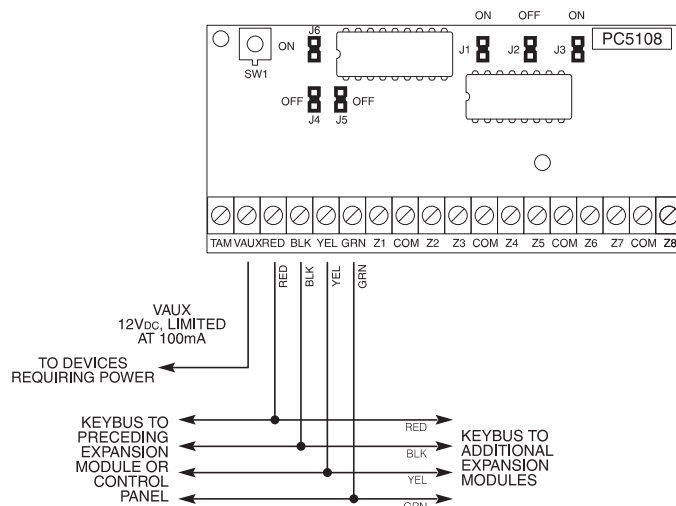 ON OFF ON
J6
ON
J1 J2 J3
PC5108
SW1
OFF OFF
J4 J5
TAM VAUX RED BLK YEL GRN Z1 COM Z2 Z3 COM Z4 Z5 COM Z6 Z7 COM Z8
RED BLK YEL GRN
VAUX
12VDC, LIMITED
AT 100mA
TO DEVICES
REQUIRING POWER
KEYBUS TO
PRECEDING
EXPANSION
MODULE OR
CONTROL
PANEL
RED
BLK
YEL
GRN
KEYBUS TO
ADDITIONAL
EXPANSION
MODULES